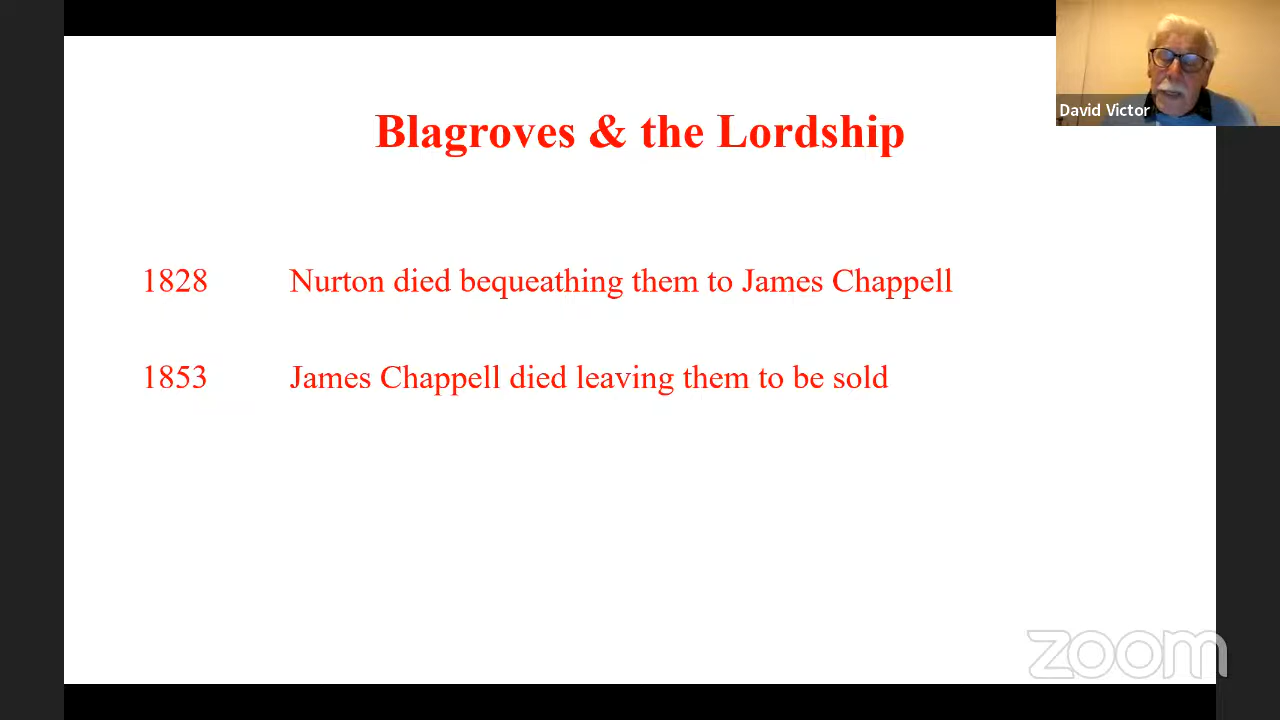 David Victor
Blagroves & the Lordship
1828 Nurton died bequeathing them to James Chappell
1853 James Chappell died leaving them to be sold
zoom